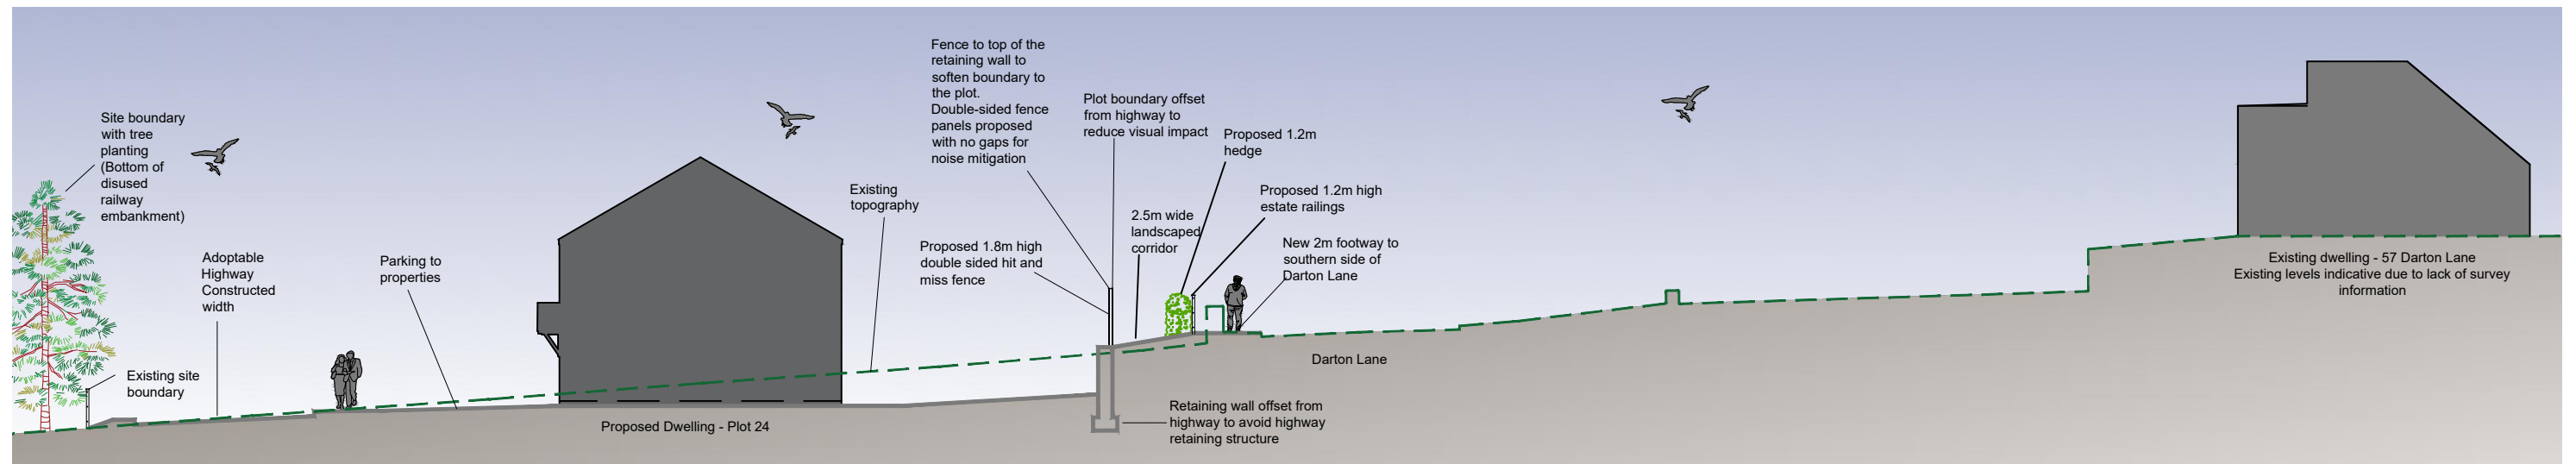 Site boundary
with tree
planting
(Bottom of
disused
railway
embankment)
Existing site
boundary
Adoptable
Highway
Constructed
width
Parking to
properties
Proposed Dwelling - Plot 24
Existing
topography
Fence to top of the
retaining wall to
soften boundary to
the plot.
Double-sided fence
panels proposed
with no gaps for
noise mitigation
Proposed 1.8m high
double sided hit and
miss fence
Plot boundary offset
from highway to
reduce visual impact
2.5m wide
landscaped
corridor
Proposed 1.2m
hedge
Proposed 1.2m high
estate railings
New 2m footway to
southern side of
Darton Lane
Darton Lane
Retaining wall offset from
highway to avoid highway
retaining structure
Existing dwelling - 57 Darton Lane
Existing levels indicative due to lack of survey
information